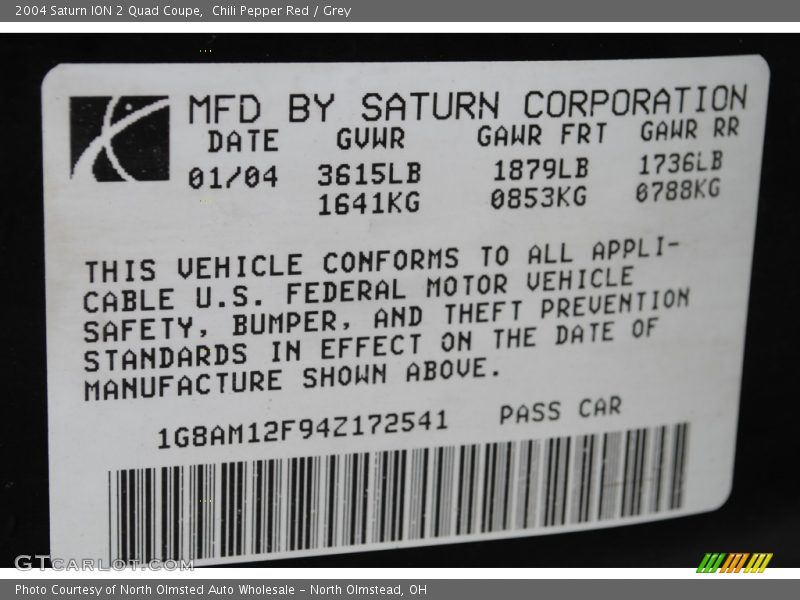 2004 Saturn ION 2 Quad Coupe,  Chili Pepper Red / Grey
MFD BY SATURN CORPORATION
DATE GVWR GAWR FRT GAWR RR
01/04 3615LB 1879LB 1736LB
1641KG 0853KG 0788KG
THIS VEHICLE CONFORMS TO ALL APPLI-
CABLE U.S. FEDERAL MOTOR VEHICLE
SAFETY, BUMPER, AND THEFT PREVENTION
STANDARDS IN EFFECT ON THE DATE OF
MANUFACTURE SHOWN ABOVE.
1G8AM12F94Z172541 PASS CAR
GTcarlot.com
Photo Courtesy of North Olmsted Auto Wholesale - North Olmstead, OH